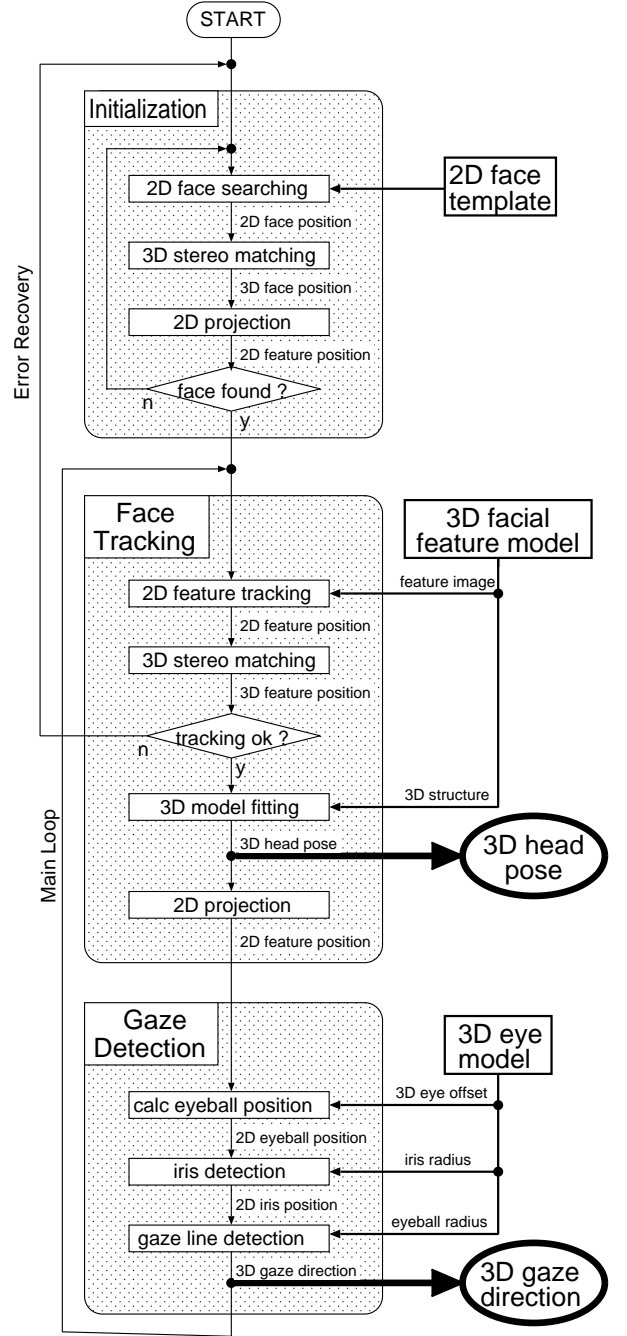 START
Initialization
2D face searching
2D face
template
2D face position
3D stereo matching
3D face position
2D projection
2D feature position
face found ?
n
y
Error Recovery
Face
Tracking
3D facial
feature model
feature image
2D feature tracking
2D feature position
3D stereo matching
3D feature position
tracking ok ?
n
y
3D structure
3D model fitting
3D head pose
3D head
pose
2D projection
2D feature position
Main Loop
Gaze
Detection
3D eye
model
3D eye offset
calc eyeball position
2D eyeball position
iris radius
iris detection
2D iris position
eyeball radius
gaze line detection
3D gaze direction
3D gaze
direction